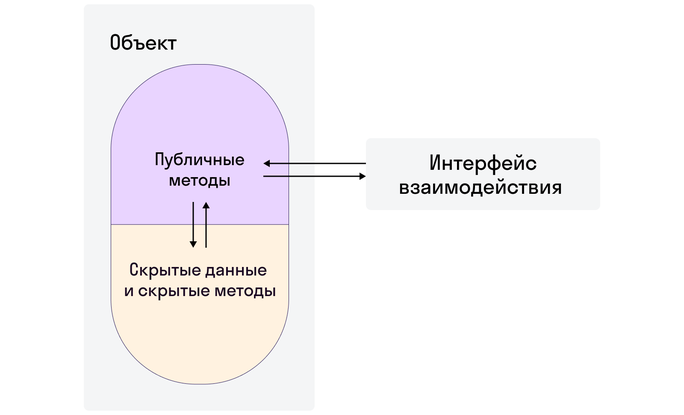 Объект
Публичные
методы
Интерфейс
взаимодействия
Скрытые данные
и скрытые методы